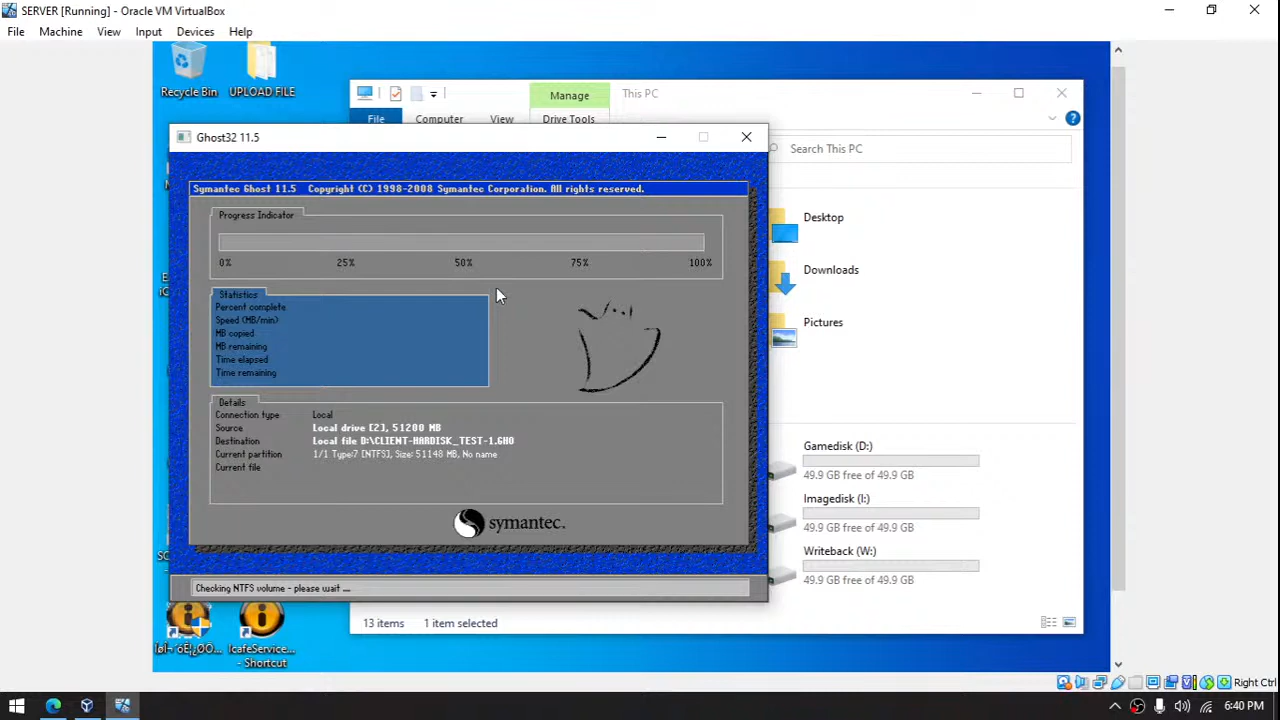 SERVER [Running] - Oracle VM VirtualBox
File Machine View Input Devices Help
Recycle Bin
UPLOAD FILE
Manage
This PC
File Computer View Drive Tools
Search This PC
Ghost32 11.5
Symantec Ghost 11.5 Copyright (C) 1998-2008 Symantec Corporation. All rights reserved.
Progress Indicator
0% 25% 50% 75% 100%
Statistics
Percent complete
Speed (MB/min)
MB copied
MB remaining
Time elapsed
Time remaining
Details
Connection type Local
Source Local drive [2], 51200 MB
Destination Local file D:\CLIENT-HARDISK_TEST-1.GHO
Current partition 1/1 Type:7 [NTFS], Size: 51148 MB, No name
Current file
symantec.
Checking NTFS volume - please wait ...
Desktop
Downloads
Pictures
Gamedisk (D:)
49.9 GB free of 49.9 GB
Imagedisk (I:)
49.9 GB free of 49.9 GB
Writeback (W:)
49.9 GB free of 49.9 GB
13 items 1 item selected
IcafeService...
- Shortcut
Right Ctrl
6:40 PM